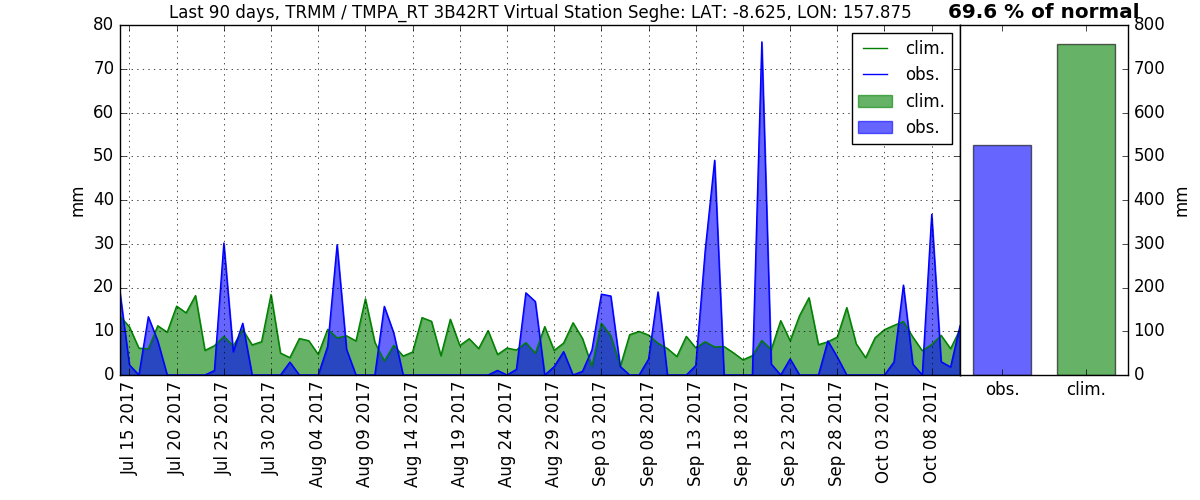 Last 90 days, TRMM / TMPA_RT 3B42RT Virtual Station Seghe: LAT: -8.625, LON: 157.875
69.6 % of normal
80
70
60
50
40
30
20
10
0
mm
clim.
obs.
clim.
obs.
800
700
600
500
400
300
200
100
0
mm
Jul 15 2017
Jul 20 2017
Jul 25 2017
Jul 30 2017
Aug 04 2017
Aug 09 2017
Aug 14 2017
Aug 19 2017
Aug 24 2017
Aug 29 2017
Sep 03 2017
Sep 08 2017
Sep 13 2017
Sep 18 2017
Sep 23 2017
Sep 28 2017
Oct 03 2017
Oct 08 2017
obs.
clim.